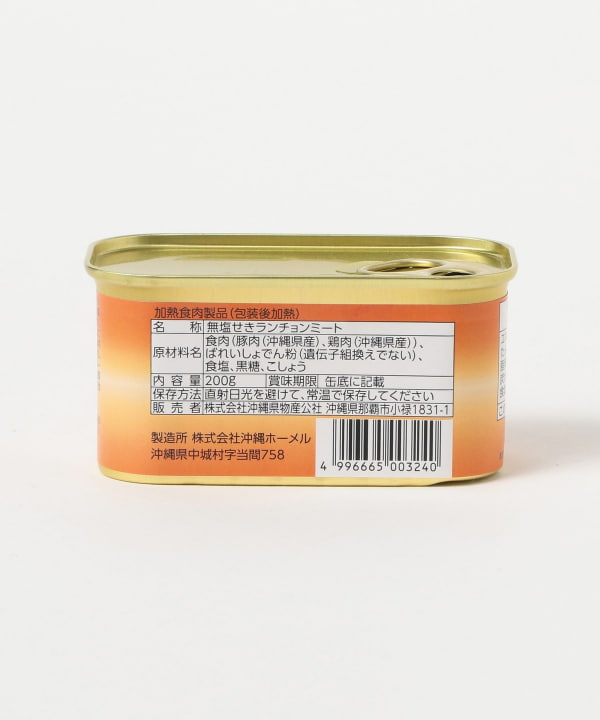 加熱食肉製品(包装後加熱)
名 称 無塩せきランチョンミート
原材料名 食肉(豚肉(沖縄県産)、鶏肉(沖縄県産))、
ばれいしょでん粉(遺伝子組換えでない)、
食塩、黒糖、こしょう
内 容 量 200g 賞味期限 缶底に記載
保存方法 直射日光を避けて、常温で保存してください
販 売 者 株式会社沖縄県物産公社 沖縄県那覇市小禄1831-1
製造所 株式会社沖縄ホーメル
沖縄県中城村字当間758
4 996665 003240